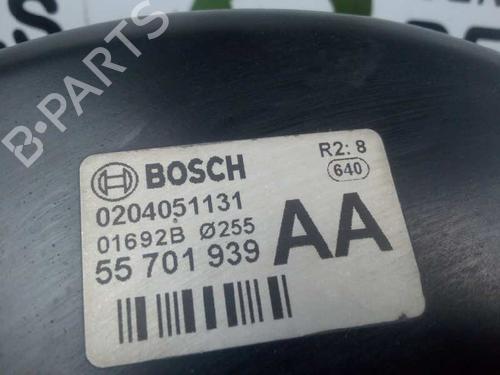 B-PARTS
BOSCH
R2: 8
640
0204051131
01692B Ø255
55 701 939
AA